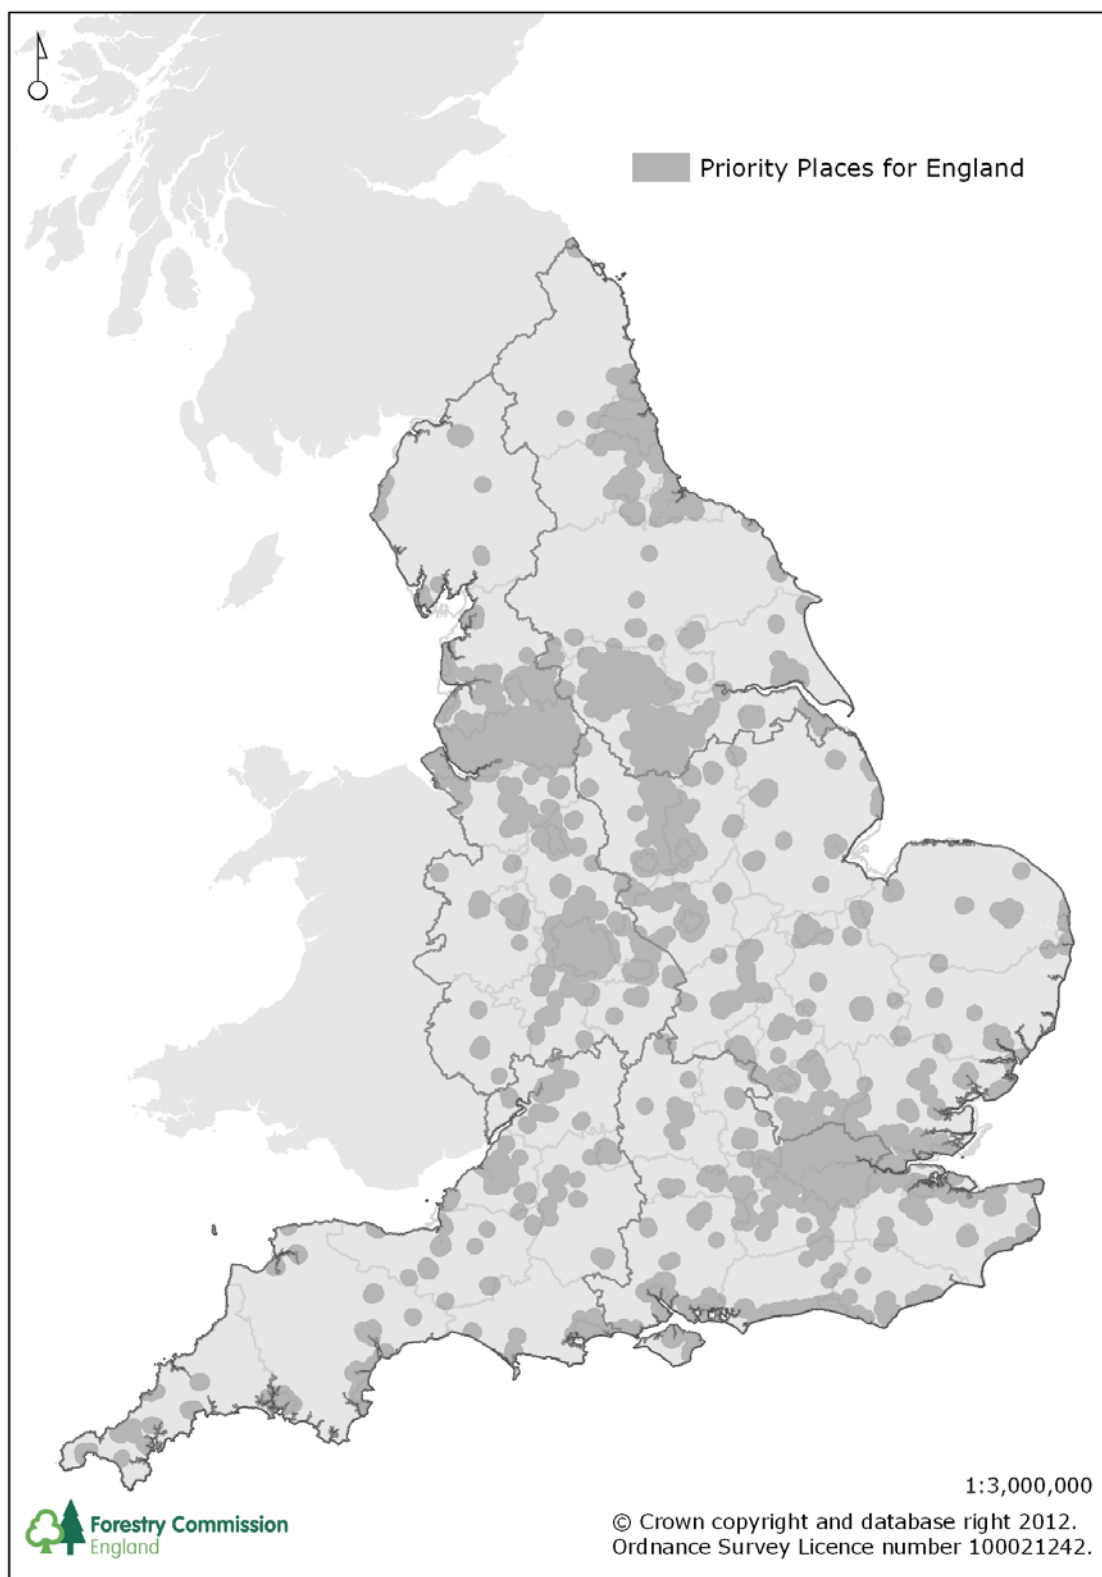 Priority Places for England
1:3,000,000
Forestry Commission
England
© Crown copyright and database right 2012.
Ordnance Survey Licence number 100021242.